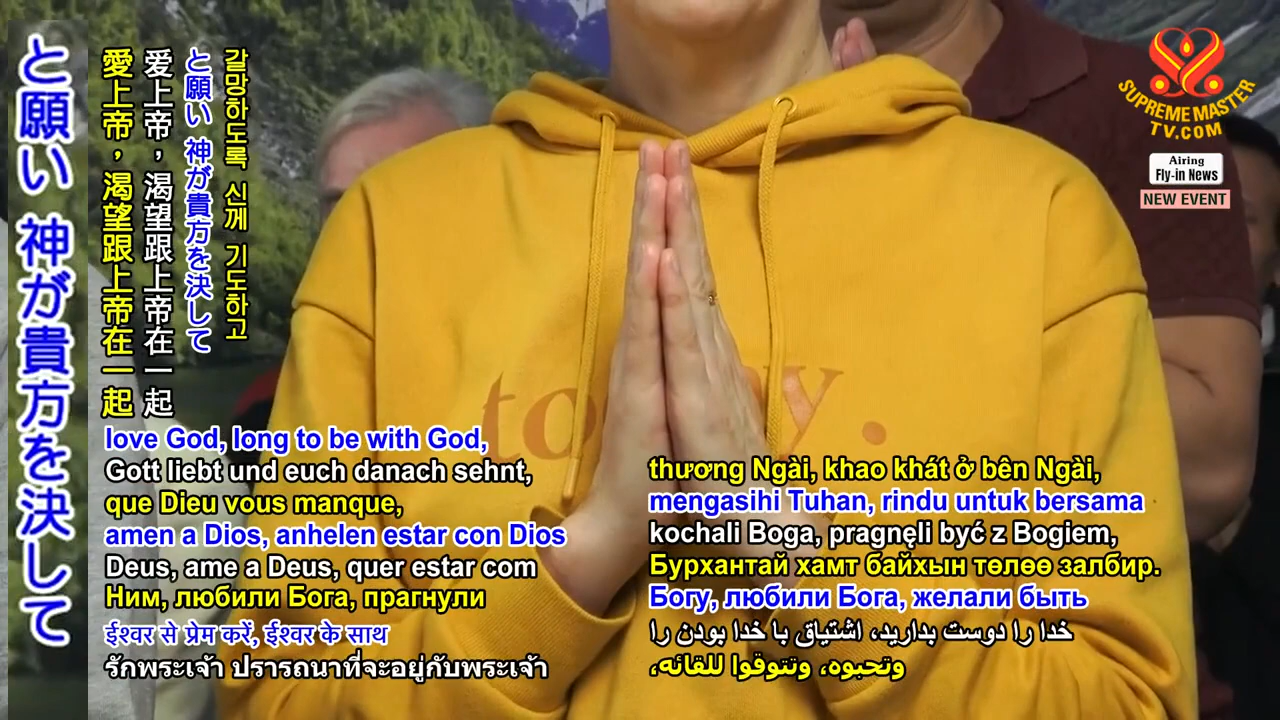 と願い 神が貴方を決して
愛上帝，渴望跟上帝在一起
爱上帝，渴望跟上帝在一起
と願い 神が貴方を決して
갈망하도록 신께 기도하고
love God, long to be with God,
Gott liebt und euch danach sehnt,
que Dieu vous manque,
amen a Dios, anhelen estar con Dios
Deus, ame a Deus, quer estar com
Ним, любили Бога, прагнули
ईश्वर से प्रेम करें, ईश्वर के साथ
รักพระเจ้า ปรารถนาที่จะอยู่กับพระเจ้า
thương Ngài, khao khát ở bên Ngài,
mengasihi Tuhan, rindu untuk bersama
kochali Boga, pragnęli być z Bogiem,
Бурхантай хамт байхын төлөө залбир.
Богу, любили Бога, желали быть
خدا را دوست بدارید، اشتیاق با خدا بودن را
وتحبوه، وتتوقوا للقائه،
SUPREME MASTER
TV.COM
Airing
Fly-in News
NEW EVENT